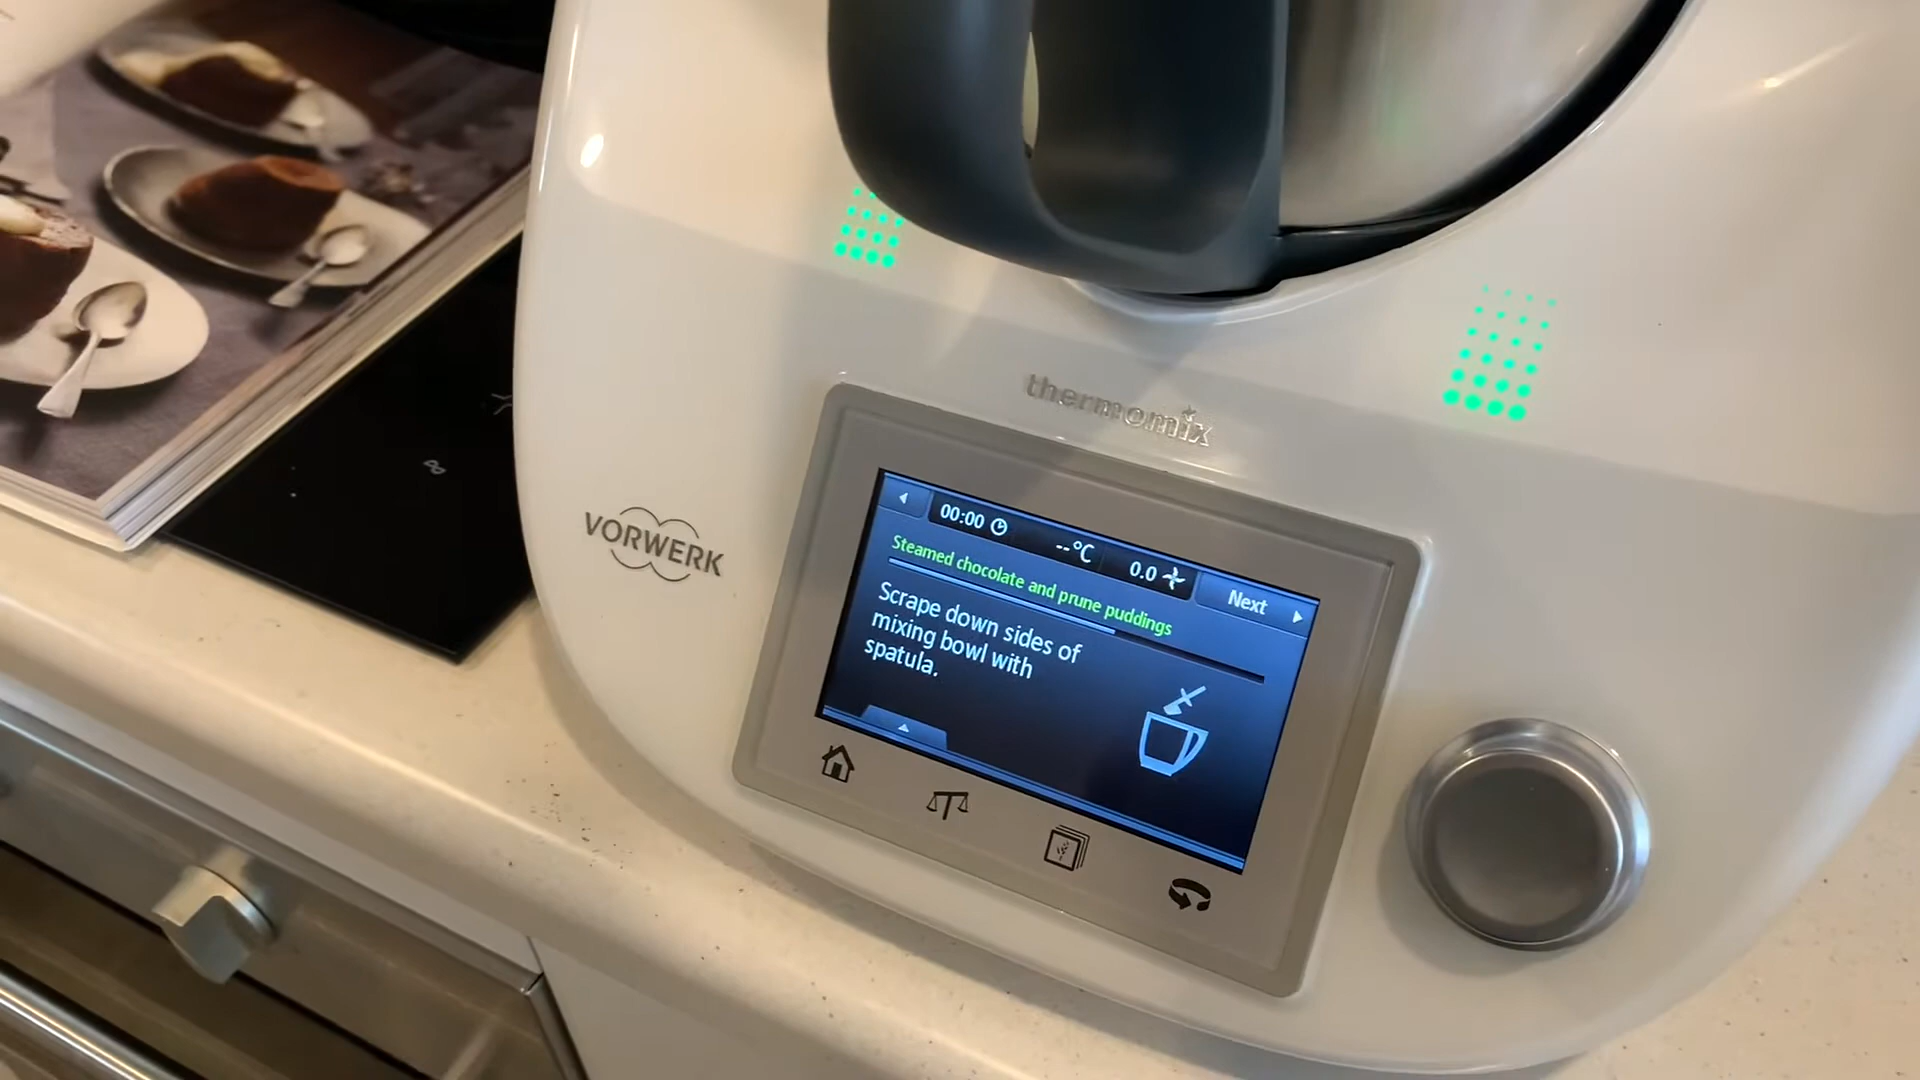 thermomix
VORWERK
00:00
--°C
0.0
Next
Steamed chocolate and prune puddings
Scrape down sides of
mixing bowl with
spatula.